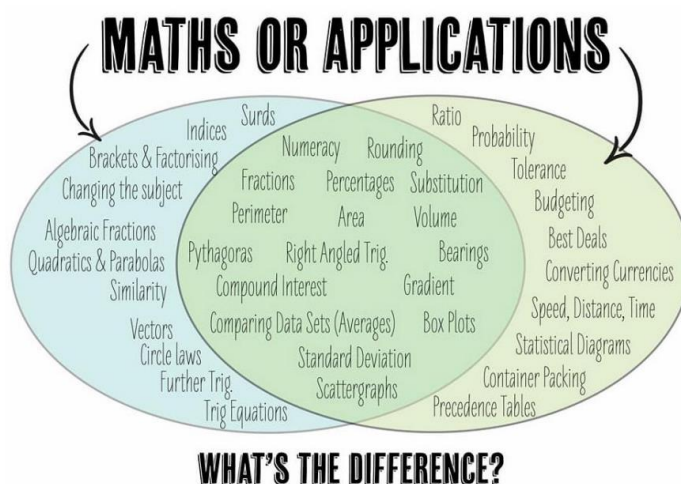 MATHS OR APPLICATIONS
Surds
Indices
Brackets & Factorising
Changing the subject
Algebraic Fractions
Quadratics & Parabolas
Similarity
Vectors
Circle laws
Further Trig.
Trig Equations
Numeracy Rounding
Fractions Percentages Substitution
Perimeter Area Volume
Pythagoras Right Angled Trig. Bearings
Compound Interest Gradient
Comparing Data Sets (Averages) Box Plots
Standard Deviation
Scattergraphs
Ratio
Probability
Tolerance
Budgeting
Best Deals
Converting Currencies
Speed, Distance, Time
Statistical Diagrams
Container Packing
Precedence Tables
WHAT'S THE DIFFERENCE?